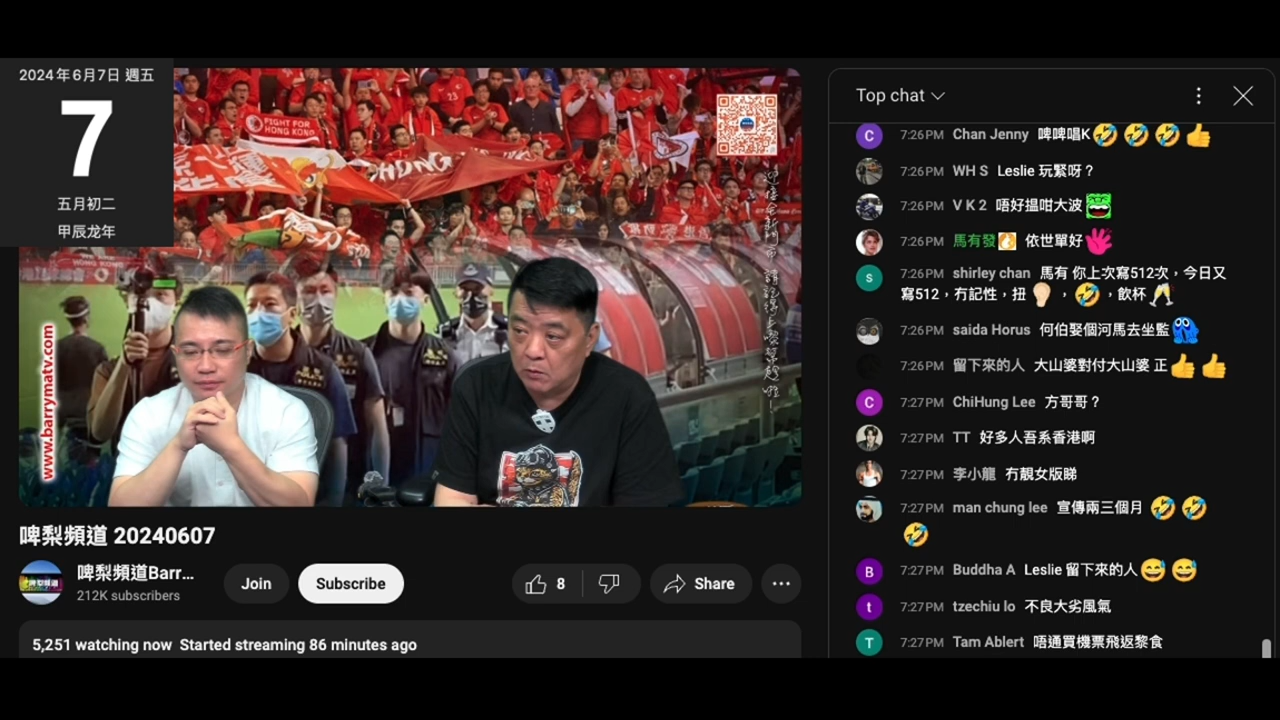 2024年6月7日 週五
7
五月初二
甲辰龙年
FIGHT FOR
HONG KONG
HONG
www.barrymatv.com
啤梨頻道 20240607
啤梨頻道Barr...
212K subscribers
Join
Subscribe
8
Share
5,251 watching now Started streaming 86 minutes ago
Top chat
C 7:26PM Chan Jenny 啤啤唱K🤣🤣🤣👍
7:26PM WH S Leslie 玩緊呀？
7:26PM V K 2 唔好搵咁大波
7:26PM 馬有發 依世單好
s 7:26PM shirley chan 馬有 你上次寫512次，今日又
寫512，冇記性，扭👂，🤣，飲杯🥂
7:26PM saida Horus 何伯娶個河馬去坐監
7:26PM 留下來的人 大山婆對付大山婆 正👍👍
C 7:27PM ChiHung Lee 方哥哥？
7:27PM TT 好多人吾系香港啊
7:27PM 李小龍 冇靚女版睇
7:27PM man chung lee 宣傳兩三個月 🤣🤣
🤣
B 7:27PM Buddha A Leslie 留下來的人😅😅
t 7:27PM tzechiu lo 不良大劣風氣
T 7:27PM Tam Ablert 唔通買機票飛返黎食